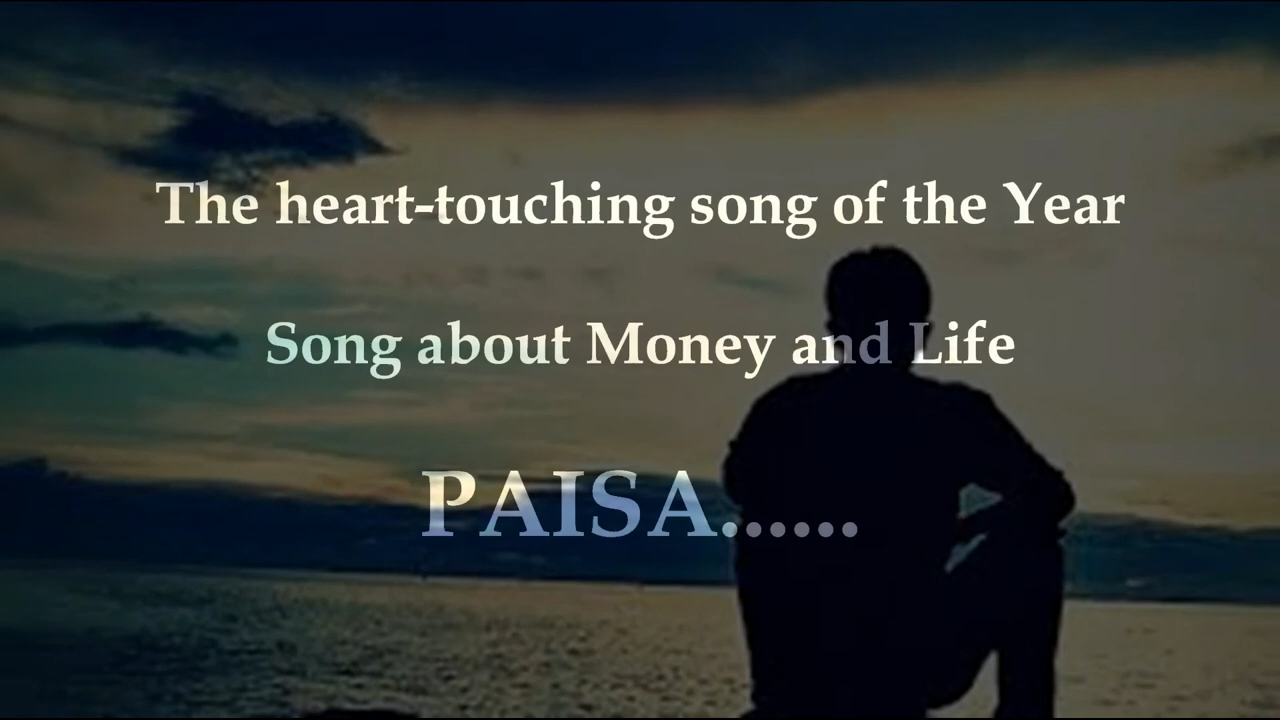 The heart-touching song of the Year
Song about Money and Life
PAISA......